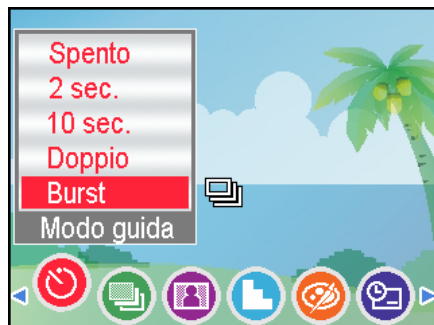 Spento
2 sec.
10 sec.
Doppio
Burst
Modo guida